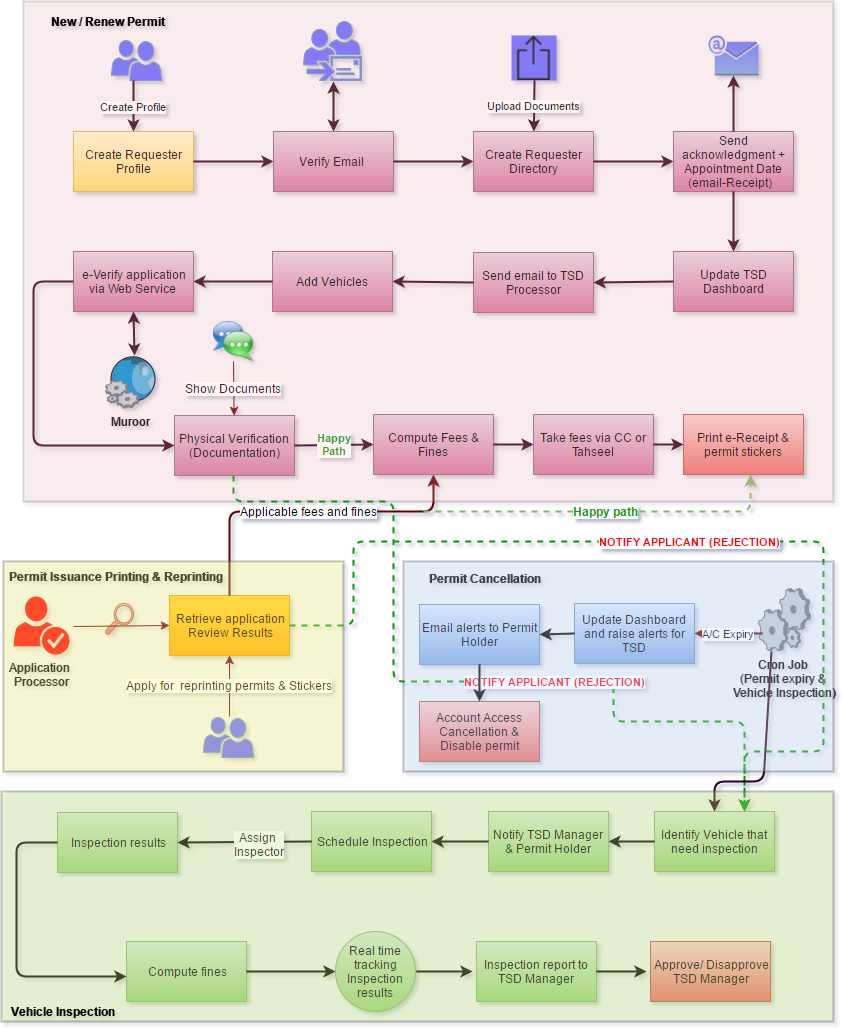 New / Renew Permit
Create Profile
Upload Documents
Create Requester
Profile
Verify Email
Create Requester
Directory
Send
acknowledgment +
Appointment Date
(email-Receipt)
e-Verify application
via Web Service
Add Vehicles
Send email to TSD
Processor
Update TSD
Dashboard
Muroor
Show Documents
Physical Verification
(Documentation)
Happy
Path
Compute Fees &
Fines
Take fees via CC or
Tahseel
Print e-Receipt &
permit stickers
Applicable fees and fines
Happy path
NOTIFY APPLICANT (REJECTION)
Permit Issuance Printing & Reprinting
Application
Processor
Retrieve application
Review Results
Apply for reprinting permits & Stickers
Permit Cancellation
Email alerts to Permit
Holder
Update Dashboard
and raise alerts for
TSD
A/C Expiry
Cron Job
(Permit expiry &
Vehicle Inspection)
NOTIFY APPLICANT (REJECTION)
Account Access
Cancellation &
Disable permit
Inspection results
Assign
Inspector
Schedule Inspection
Notify TSD Manager
& Permit Holder
Identify Vehicle that
need inspection
Compute fines
Real time
tracking
Inspection
results
Inspection report to
TSD Manager
Approve/ Disapprove
TSD Manager
Vehicle Inspection